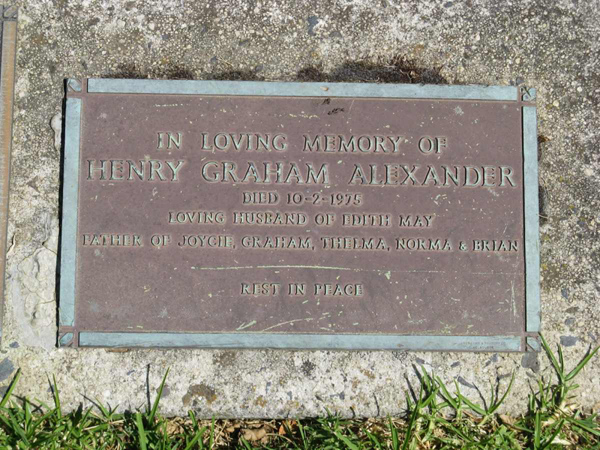 IN LOVING MEMORY OF
HENRY GRAHAM ALEXANDER
DIED 10-2-1975
LOVING HUSBAND OF EDITH MAY
FATHER OF JOYCIE, GRAHAM, THELMA, NORMA & BRIAN
REST IN PEACE